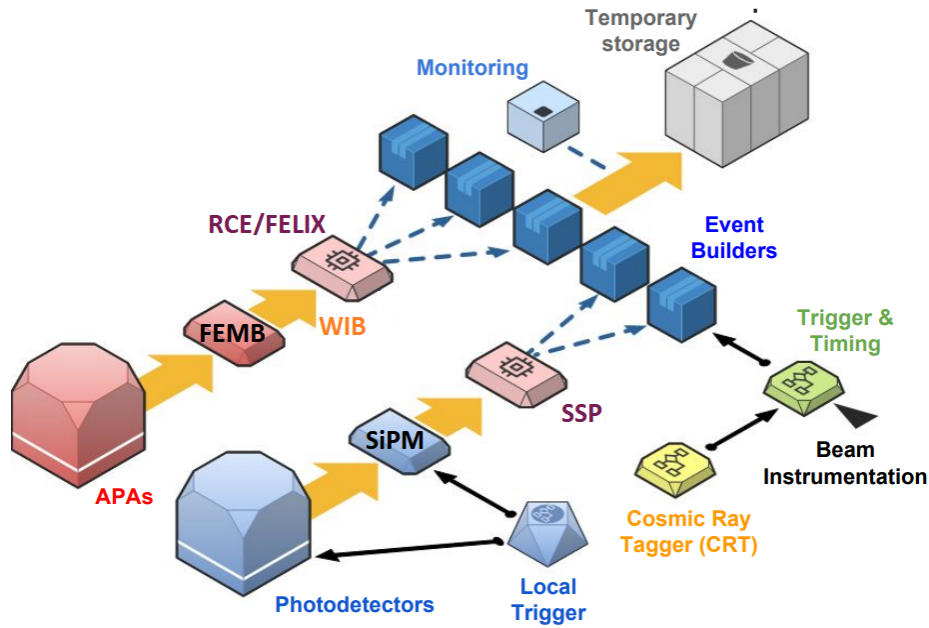 Temporary
storage
Monitoring
RCE/FELIX
Event
Builders
WIB
FEMB
Trigger &
Timing
SSP
SiPM
Beam
Instrumentation
APAs
Cosmic Ray
Tagger (CRT)
Local
Trigger
Photodetectors